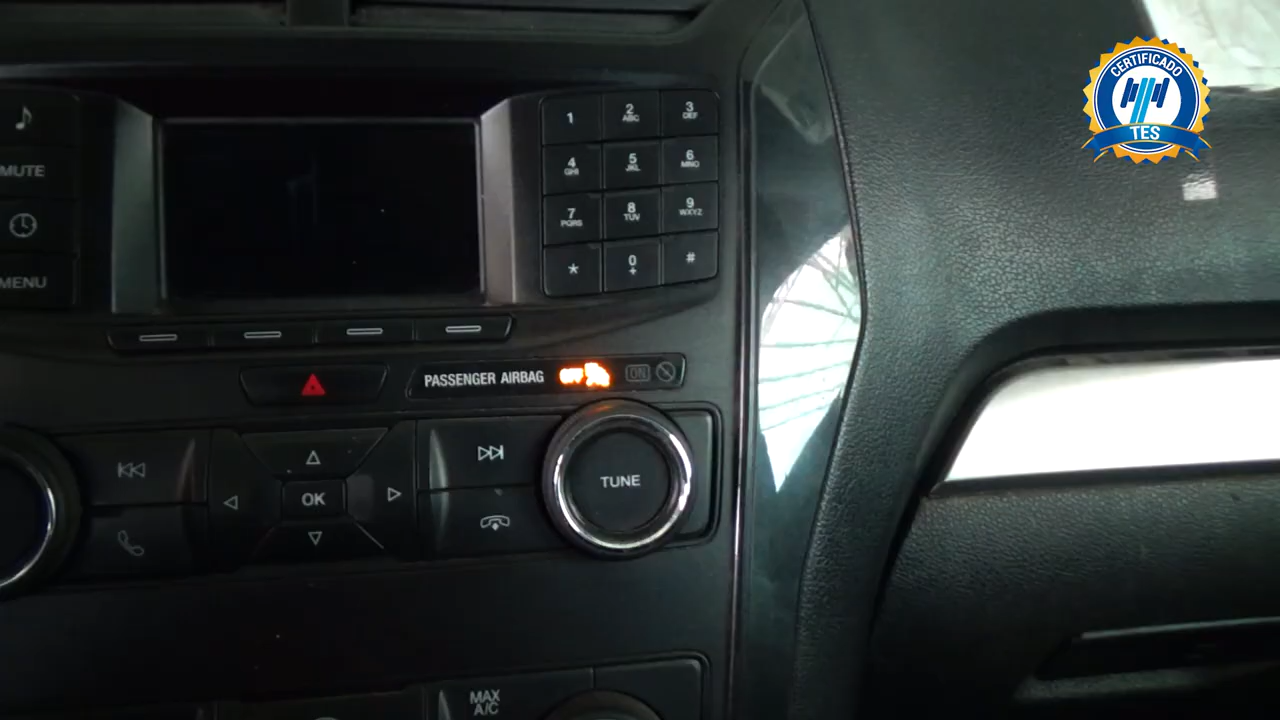 CERTIFICADO
TES
1
2 ABC
3 DEF
MUTE
4 GHI
5 JKL
6 MNO
7 PQRS
8 TUV
9 WXYZ
MENU
*
0 +
#
PASSENGER AIRBAG OFF ON
TUNE
OK
MAX
A/C